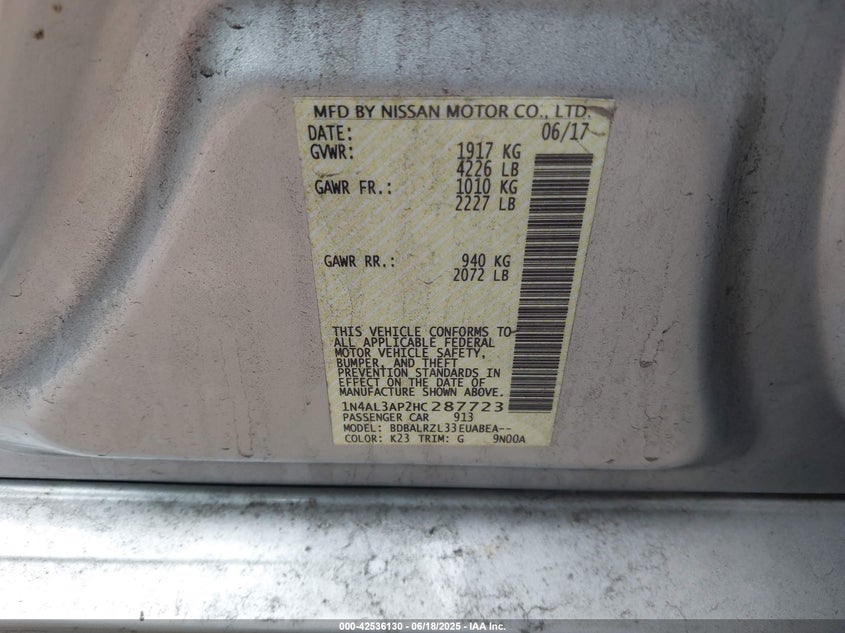 MFD BY NISSAN MOTOR CO., LTD.
DATE: 06/17
GVWR: 1917 KG
4226 LB
GAWR FR.: 1010 KG
2227 LB
GAWR RR.: 940 KG
2072 LB
THIS VEHICLE CONFORMS TO
ALL APPLICABLE FEDERAL
MOTOR VEHICLE SAFETY,
BUMPER, AND THEFT
PREVENTION STANDARDS IN
EFFECT ON THE DATE OF
MANUFACTURE SHOWN ABOVE.
1N4AL3AP2HC287723
PASSENGER CAR 913
MODEL: BDBALRZL33EUABEA--
COLOR: K23 TRIM: G 9N00A
000-42536130 - 06/18/2025 - IAA Inc.